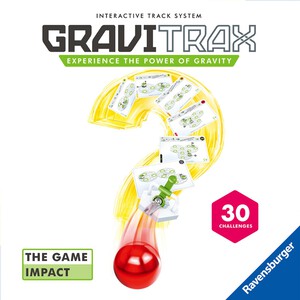 INTERACTIVE TRACK SYSTEM
GRAVITRAX
EXPERIENCE THE POWER OF GRAVITY
30
CHALLENGES
THE GAME
IMPACT
Ravensburger